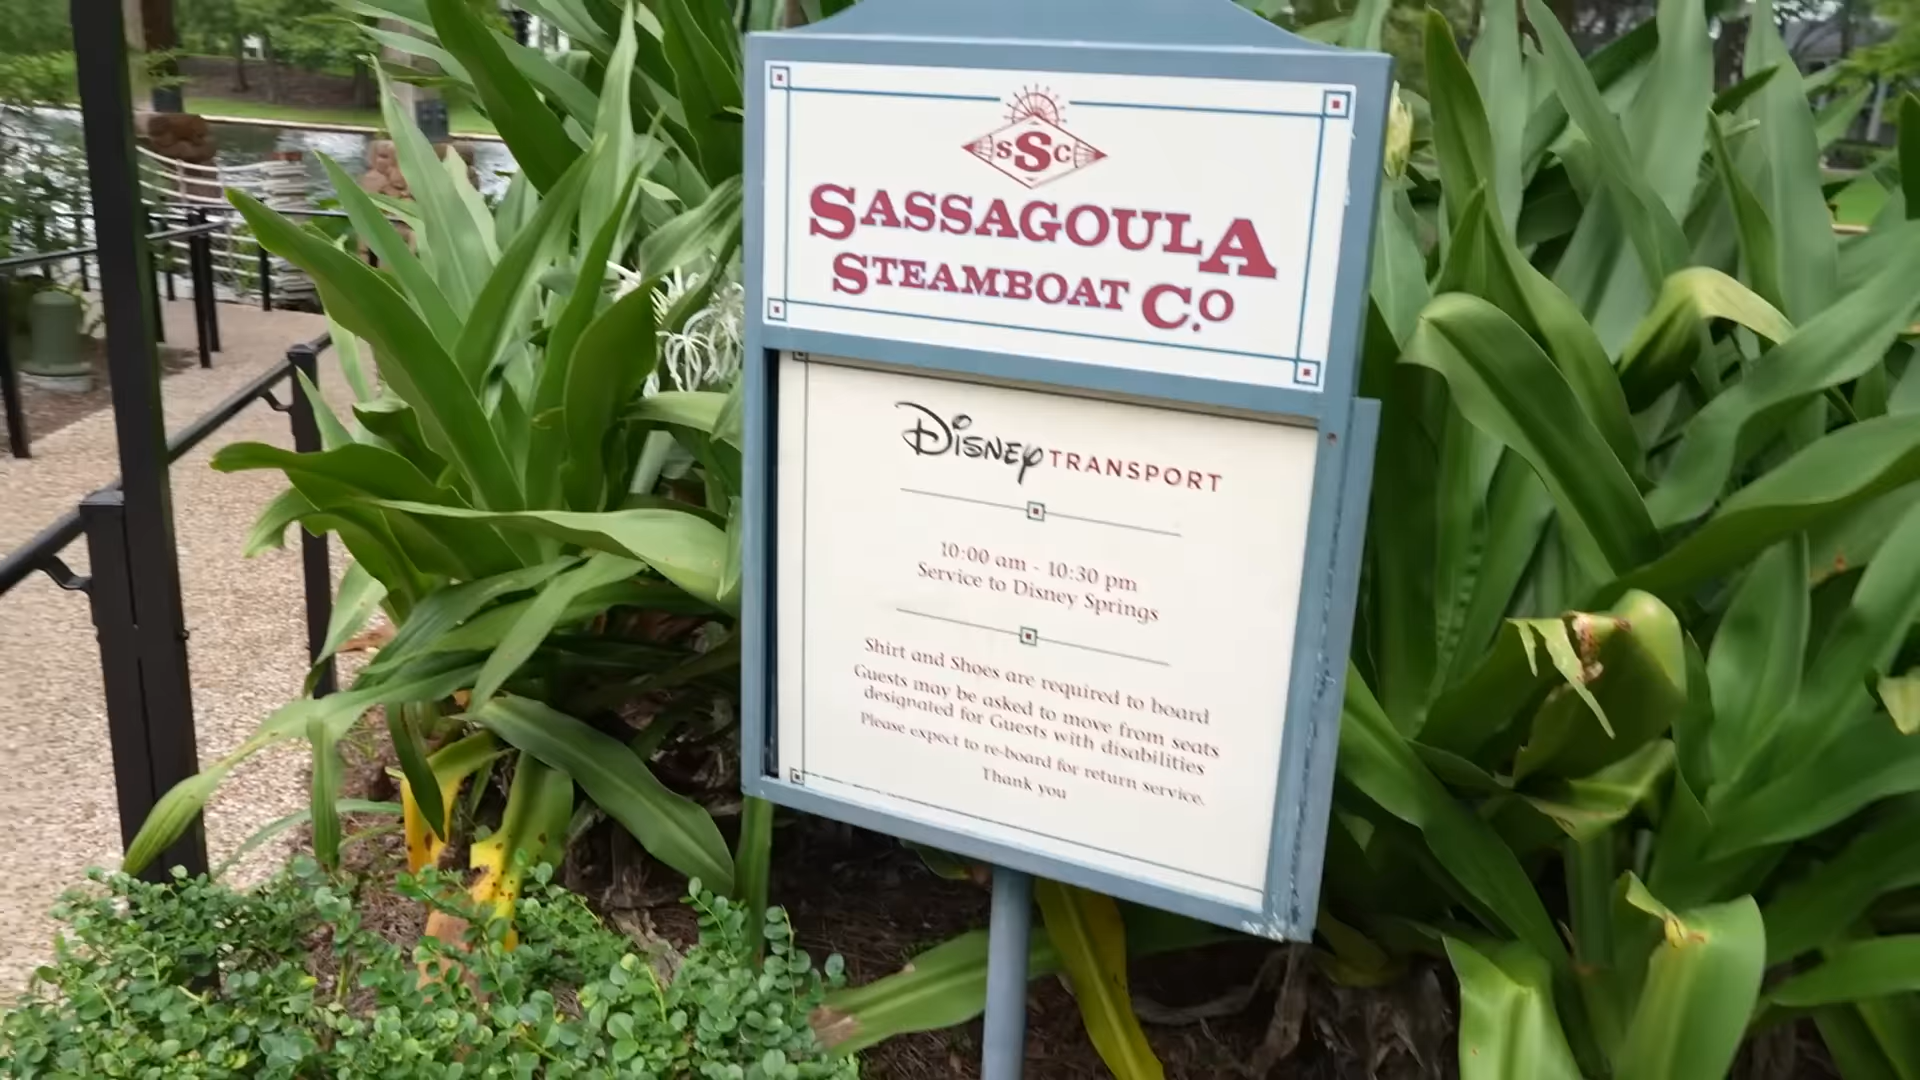 SSC
SASSAGOULA
STEAMBOAT C.O
Disney TRANSPORT
10:00 am - 10:30 pm
Service to Disney Springs
Shirt and Shoes are required to board
Guests may be asked to move from seats
designated for Guests with disabilities
Please expect to re-board for return service.
Thank you